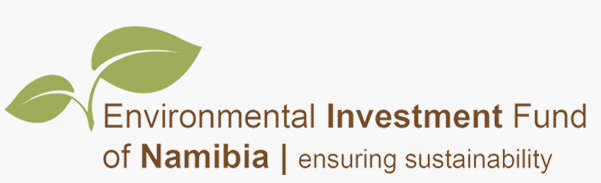 Environmental Investment Fund
of Namibia | ensuring sustainability